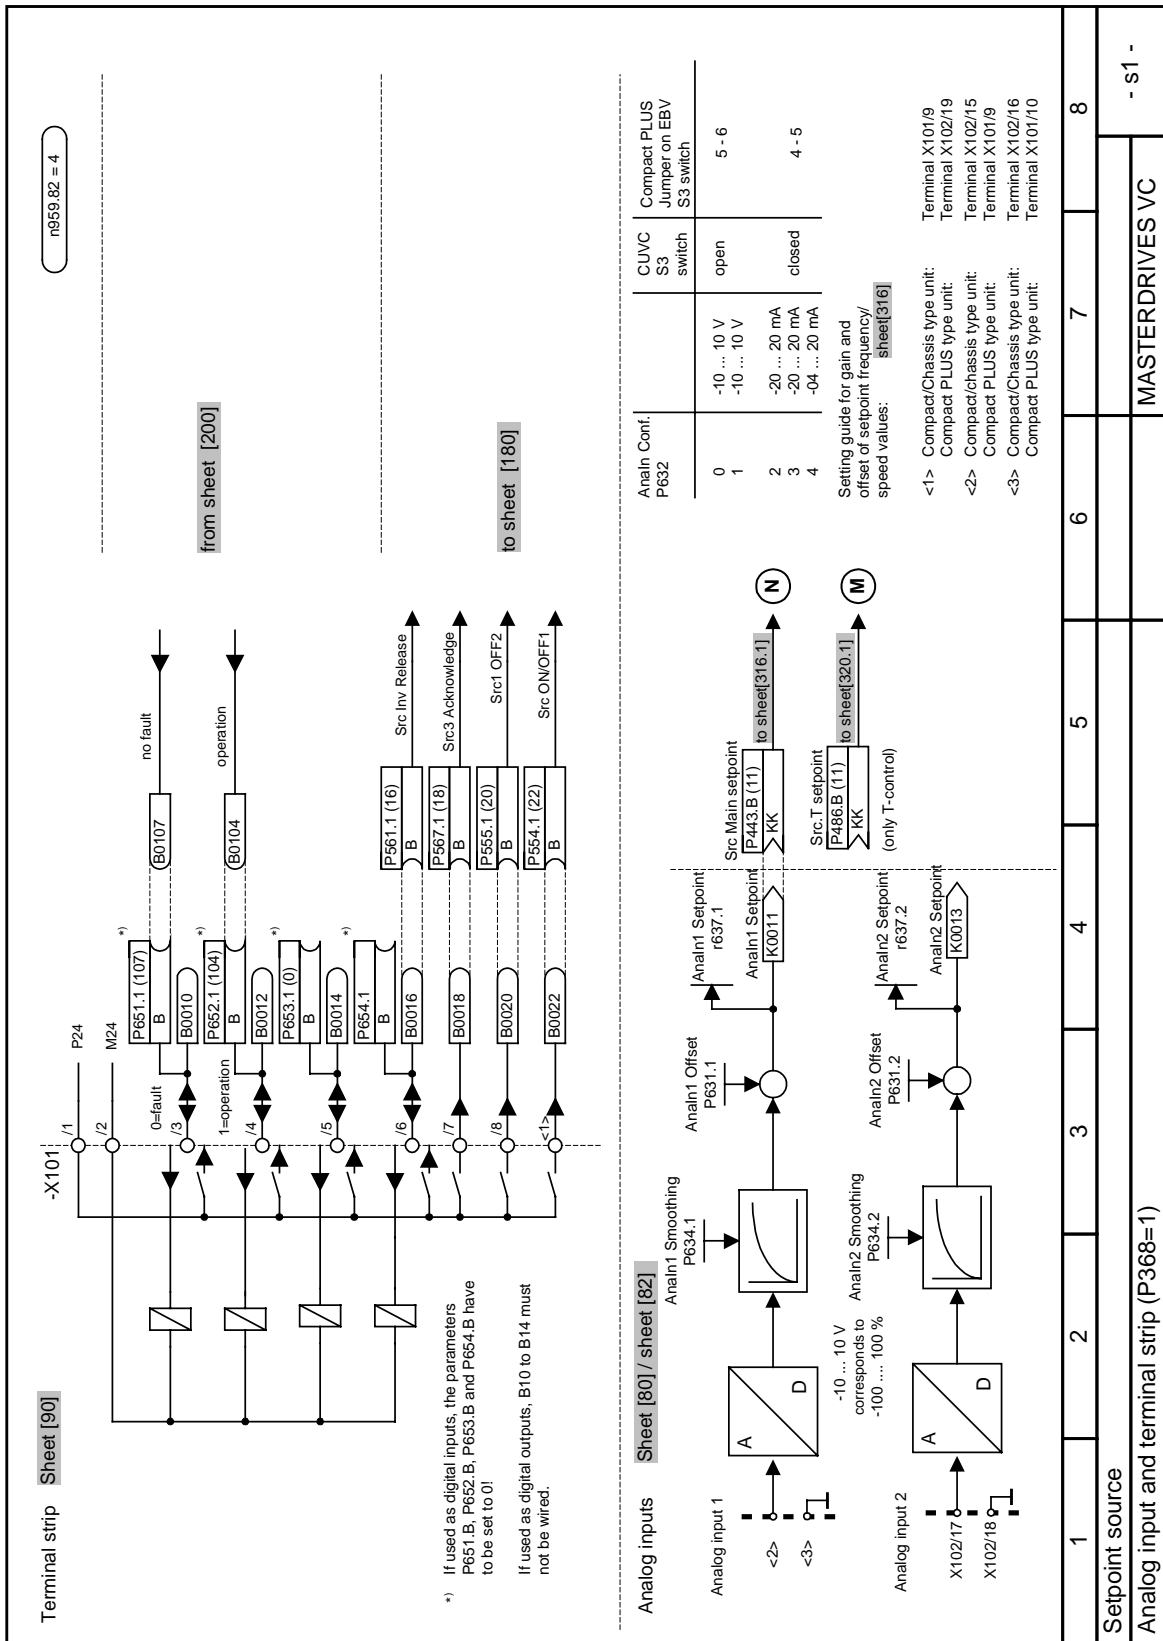 n959.82 = 4
Terminal strip Sheet [90]
-X101
/1
P24
/2
M24
0=fault
/3
P651.1 (107)
B
*)
B0010
B0107
no fault
1=operation
/4
P652.1 (104)
B
*)
B0012
B0104
operation
from sheet [200]
/5
P653.1 (0)
*)
B0014
/6
P654.1
*)
B0016
P561.1 (16)
B
Src Inv Release
/7
B0018
P567.1 (18)
B
Src3 Acknowledge
/8
B0020
P555.1 (20)
B
Src1 OFF2
<1>
B0022
P554.1 (22)
B
Src ON/OFF1
to sheet [180]
*) If used as digital inputs, the parameters
P651.B, P652.B, P653.B and P654.B have
to be set to 0!
If used as digital outputs, B10 to B14 must
not be wired.
Analog inputs Sheet [80] / sheet [82]
Analog input 1
<2>
<3>
A
D
AnaIn1 Smoothing
P634.1
AnaIn1 Offset
P631.1
AnaIn1 Setpoint
r637.1
AnaIn1 Setpoint
K0011
Src Main setpoint
P443.B (11)
KK
to sheet[316.1]
N
-10 ... 10 V
corresponds to
-100 .... 100 %
Src.T setpoint
P486.B (11)
KK
(only T-control)
to sheet[320.1]
M
Analog input 2
X102/17
X102/18
A
D
AnaIn2 Smoothing
P634.2
AnaIn2 Offset
P631.2
AnaIn2 Setpoint
r637.2
AnaIn2 Setpoint
K0013
AnaIn Conf.
P632
CUVC
S3
switch
Compact PLUS
Jumper on EBV
S3 switch
0 -10 ... 10 V open 5 - 6
1 -10 ... 10 V
2 -20 ... 20 mA
3 -20 ... 20 mA closed 4 - 5
4 -04 ... 20 mA
Setting guide for gain and
offset of setpoint frequency/
speed values: sheet[316]
<1> Compact/Chassis type unit: Terminal X101/9
Compact PLUS type unit: Terminal X102/19
<2> Compact/chassis type unit: Terminal X102/15
Compact PLUS type unit: Terminal X101/9
<3> Compact/Chassis type unit: Terminal X102/16
Compact PLUS type unit: Terminal X101/10
1 2 3 4 5 6 7 8
Setpoint source
- s1 -
Analog input and terminal strip (P368=1)
MASTERDRIVES VC